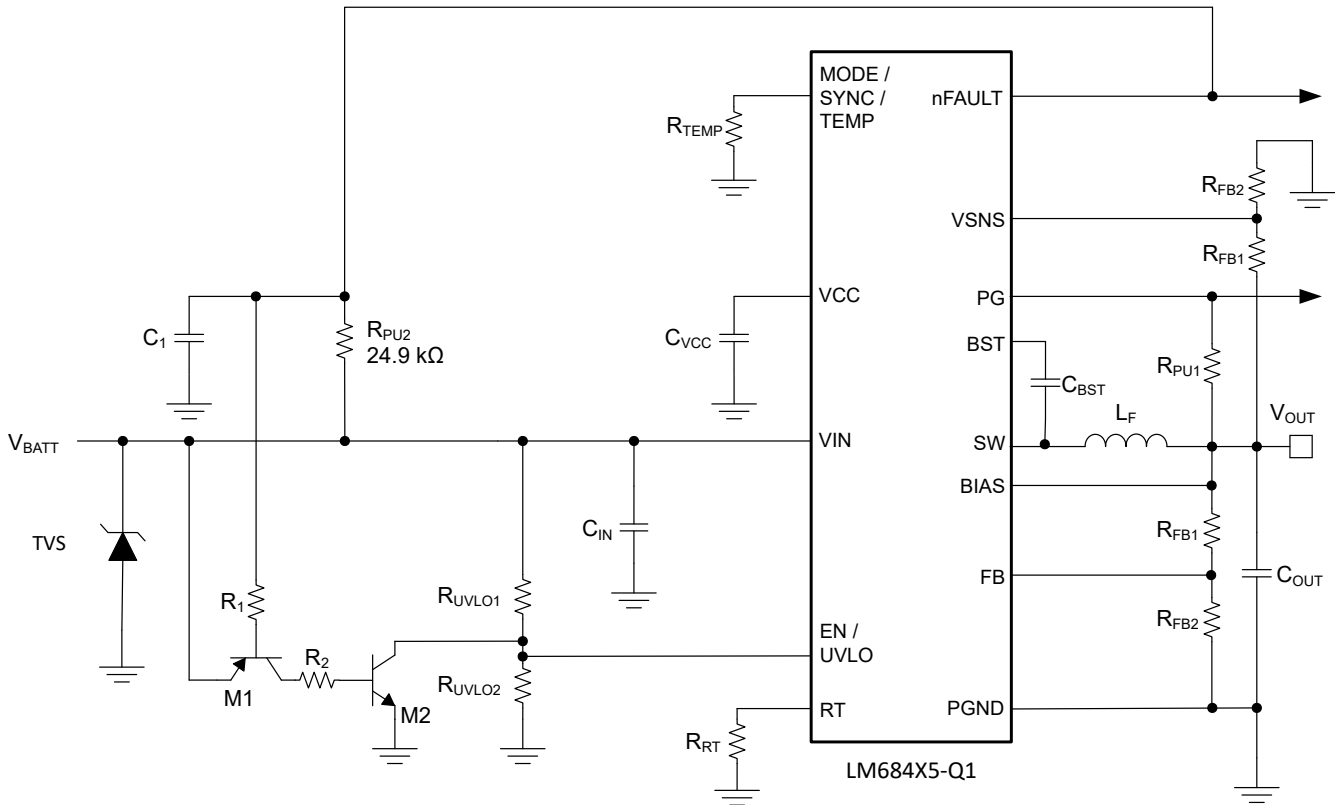 MODE /
SYNC /
TEMP
nFAULT
R_TEMP
R_FB2
VSNS
R_FB1
VCC
PG
C_1
R_PU2
24.9 kΩ
C_VCC
BST
C_BST
R_PU1
L_F
V_OUT
V_BATT
VIN
SW
BIAS
TVS
C_IN
R_FB1
FB
C_OUT
R_1
R_UVLO1
R_FB2
EN /
UVLO
R_2
R_UVLO2
M1
M2
RT
PGND
R_RT
LM684X5-Q1